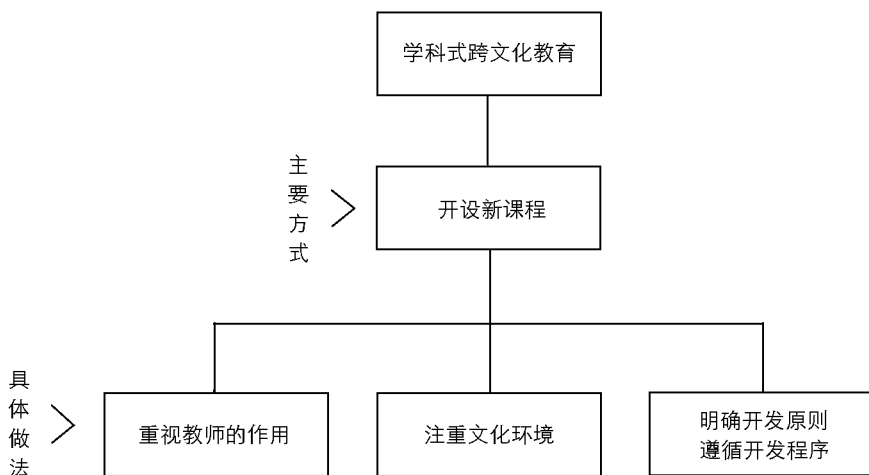 学科式跨文化教育
主要方式
开设新课程
具体做法
重视教师的作用
注重文化环境
明确开发原则
遵循开发程序